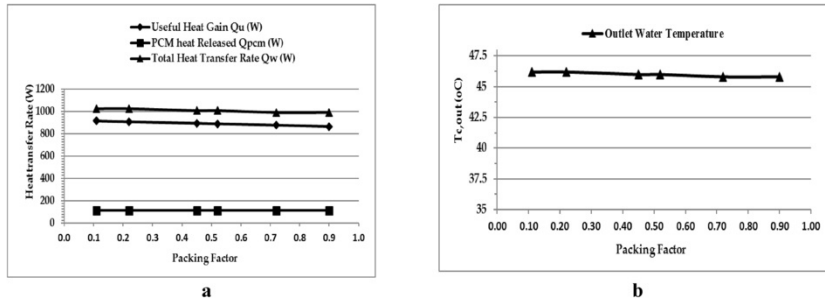 Useful Heat Gain Qu (W)
PCM heat Released Qpcm (W)
Total Heat Transfer Rate Qw (W)
Heat transfer Rate (W)
1200
1000
800
600
400
200
0
0.0 0.1 0.2 0.3 0.4 0.5 0.6 0.7 0.8 0.9 1.0
Packing Factor
a
Outlet Water Temperature
Tc,out (oC)
47.5
45
42.5
40
37.5
35
0.00 0.10 0.20 0.30 0.40 0.50 0.60 0.70 0.80 0.90 1.00
Packing Factor
b